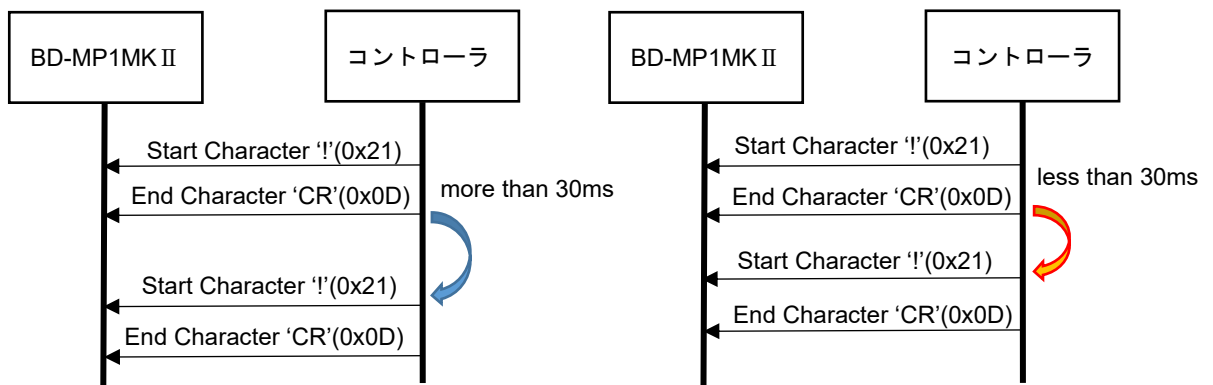 BD-MP1MKⅡ
コントローラ
Start Character ‘!’(0x21)
End Character ‘CR’(0x0D)
more than 30ms
Start Character ‘!’(0x21)
End Character ‘CR’(0x0D)
BD-MP1MKⅡ
コントローラ
Start Character ‘!’(0x21)
less than 30ms
End Character ‘CR’(0x0D)
Start Character ‘!’(0x21)
End Character ‘CR’(0x0D)